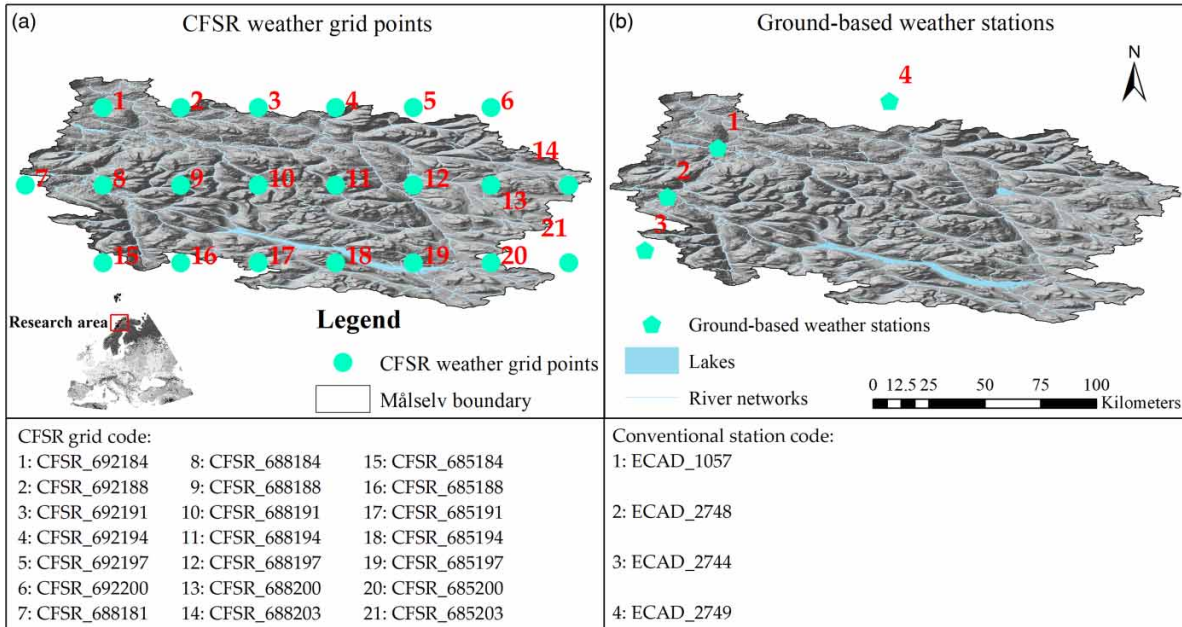 (a)
CFSR weather grid points
1 2 3 4 5 6
14
7 8 9 10 11 12
13
21
15 16 17 18 19 20
Research area
Legend
CFSR weather grid points
Målselv boundary
(b)
Ground-based weather stations
N
4
1
2
3
Ground-based weather stations
Lakes
River networks
0 12.5 25 50 75 100
Kilometers
CFSR grid code:
1: CFSR_692184 8: CFSR_688184 15: CFSR_685184
2: CFSR_692188 9: CFSR_688188 16: CFSR_685188
3: CFSR_692191 10: CFSR_688191 17: CFSR_685191
4: CFSR_692194 11: CFSR_688194 18: CFSR_685194
5: CFSR_692197 12: CFSR_688197 19: CFSR_685197
6: CFSR_692200 13: CFSR_688200 20: CFSR_685200
7: CFSR_688181 14: CFSR_688203 21: CFSR_685203
Conventional station code:
1: ECAD_1057
2: ECAD_2748
3: ECAD_2744
4: ECAD_2749